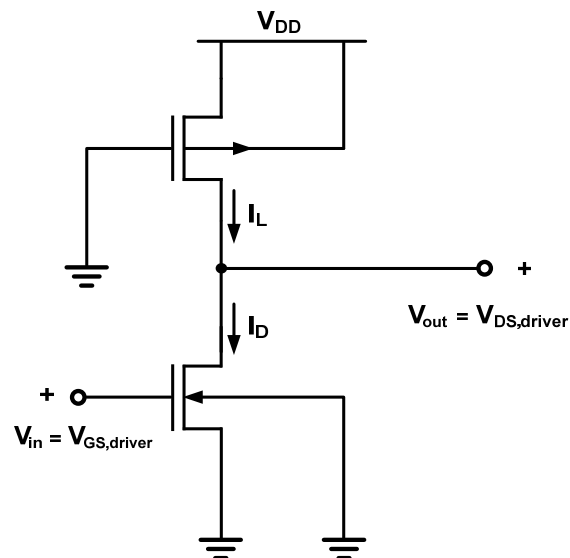 VDD
IL
+
Vout = VDS,driver
ID
+
Vin = VGS,driver